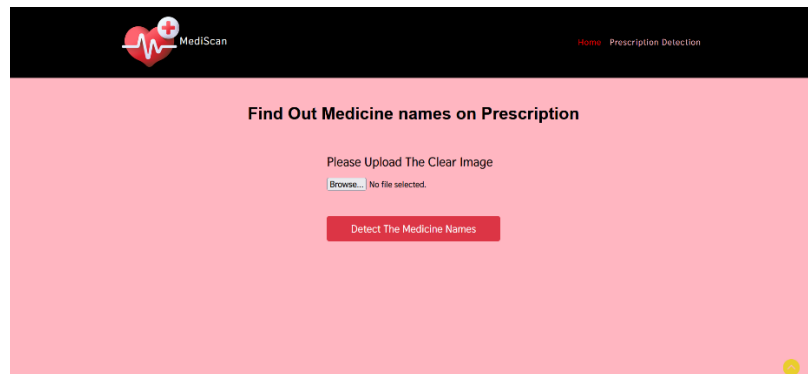 MediScan
Home Prescription Detection
Find Out Medicine names on Prescription
Please Upload The Clear Image
Browse... No file selected.
Detect The Medicine Names